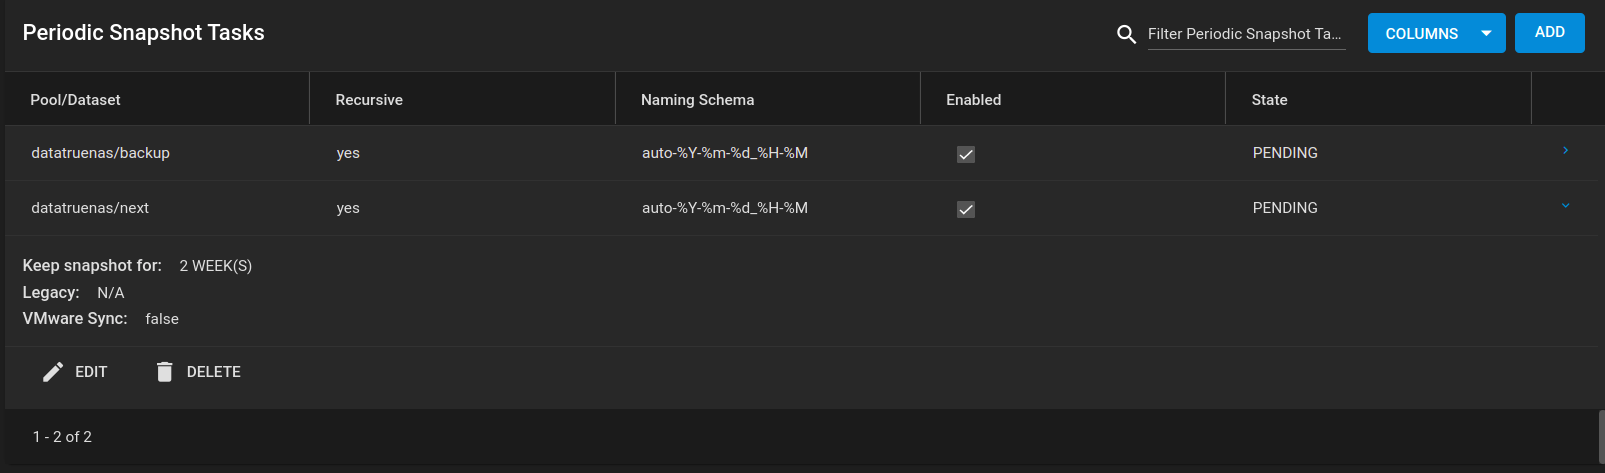 Periodic Snapshot Tasks
Filter Periodic Snapshot Ta...
COLUMNS
ADD
Pool/Dataset Recursive Naming Schema Enabled State
datatruenas/backup yes auto-%Y-%m-%d_%H-%M PENDING
datatruenas/next yes auto-%Y-%m-%d_%H-%M PENDING
Keep snapshot for: 2 WEEK(S)
Legacy: N/A
VMware Sync: false
EDIT DELETE
1 - 2 of 2